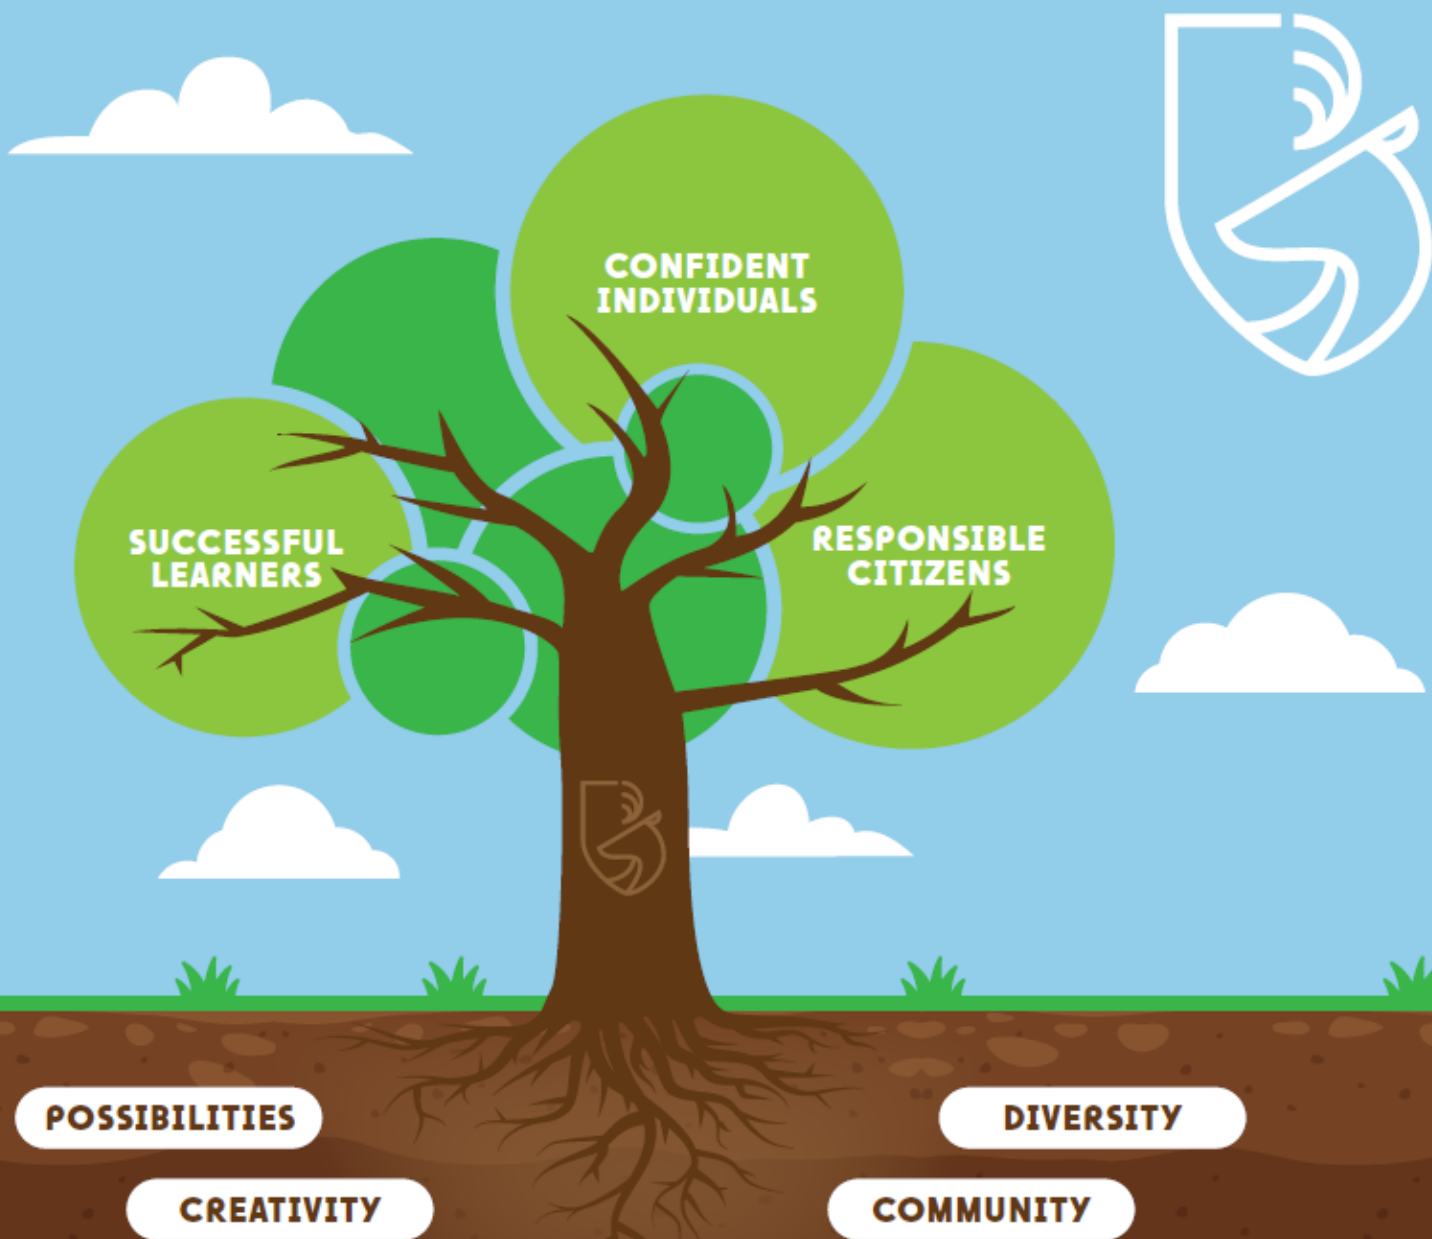 CONFIDENT
INDIVIDUALS
SUCCESSFUL
LEARNERS
RESPONSIBLE
CITIZENS
POSSIBILITIES
DIVERSITY
CREATIVITY
COMMUNITY